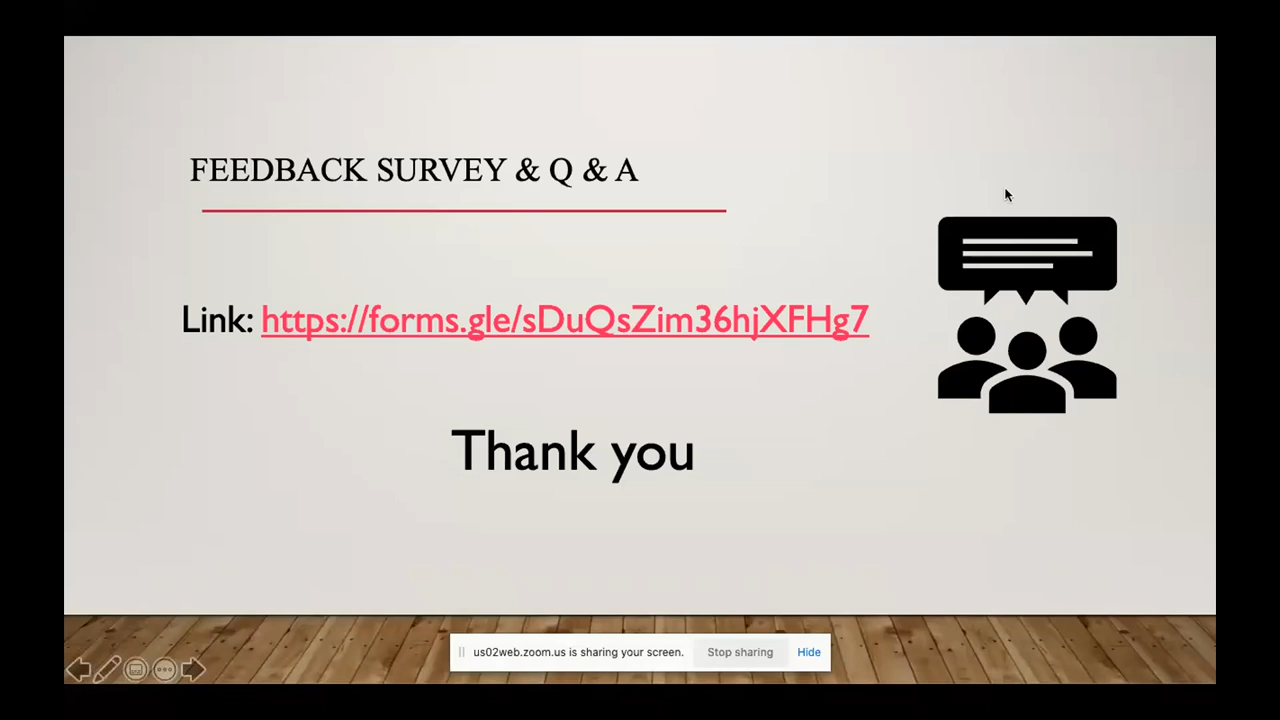 FEEDBACK SURVEY & Q & A
Link: https://forms.gle/sDuQsZim36hjXFHg7
Thank you
us02web.zoom.us is sharing your screen. Stop sharing Hide